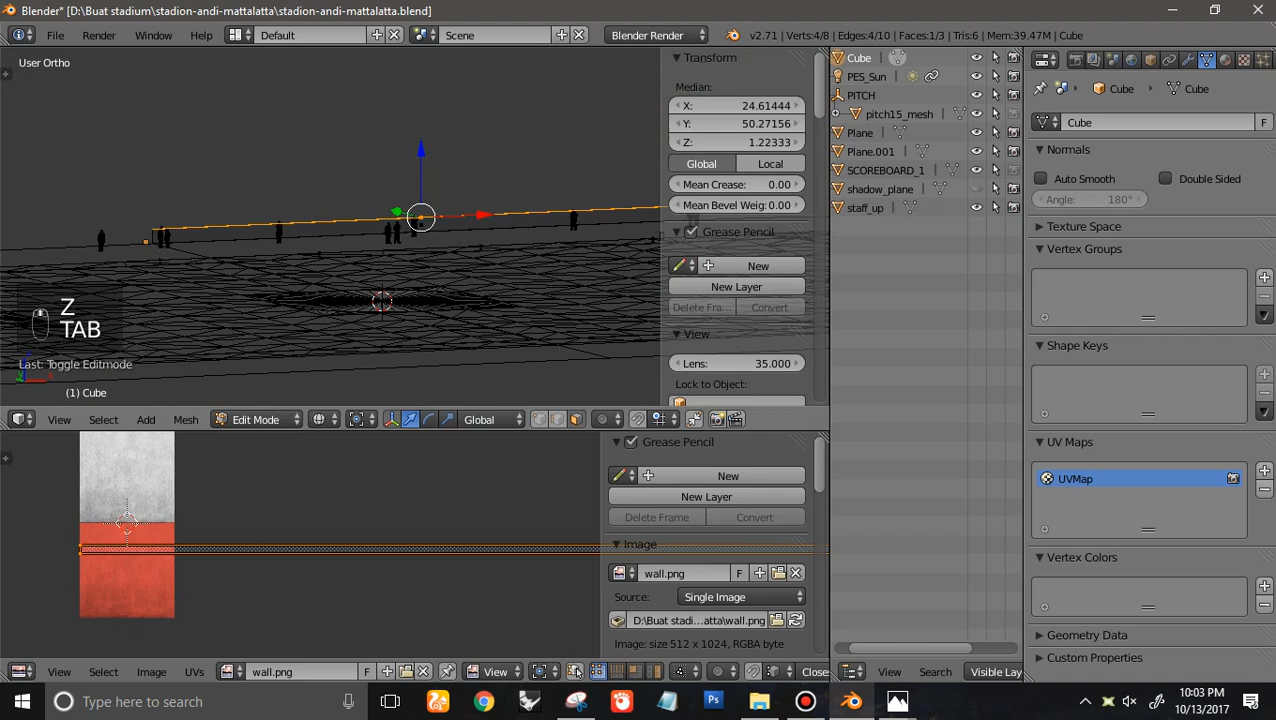 Blender* [D:\Buat stadium\stadion-andi-mattalatta\stadion-andi-mattalatta.blend]
File Render Window Help Default Scene Blender Render v2.71 | Verts:4/8 | Edges:4/10 | Faces:1/3 | Tris:6 | Mem:39.47M | Cube
User Ortho
Transform
Median:
X: 24.61444
Y: 50.27156
Z: 1.22333
Global Local
Mean Crease: 0.00
Mean Bevel Weig: 0.00
Grease Pencil
New
New Layer
Delete Fra... Convert
View
Lens: 35.000
Lock to Object:
Z
TAB
Last: Toggle Editmode
(1) Cube
View Select Add Mesh Edit Mode Global
Grease Pencil
New
New Layer
Delete Frame Convert
Image
wall.png F
Source: Single Image
D:\Buat stadi...atta\wall.png
Image: size 512 x 1024, RGBA byte
View Select Image UVs wall.png F View Close
Cube
PES_Sun
PITCH
pitch15_mesh
Plane
Plane.001
SCOREBOARD_1
shadow_plane
staff_up
View Search Visible Lay
Cube Cube
Cube F
Normals
Auto Smooth Double Sided
Angle: 180°
Texture Space
Vertex Groups
Shape Keys
UV Maps
UVMap
Vertex Colors
Geometry Data
Custom Properties
Type here to search
Ps
10:03 PM
10/13/2017